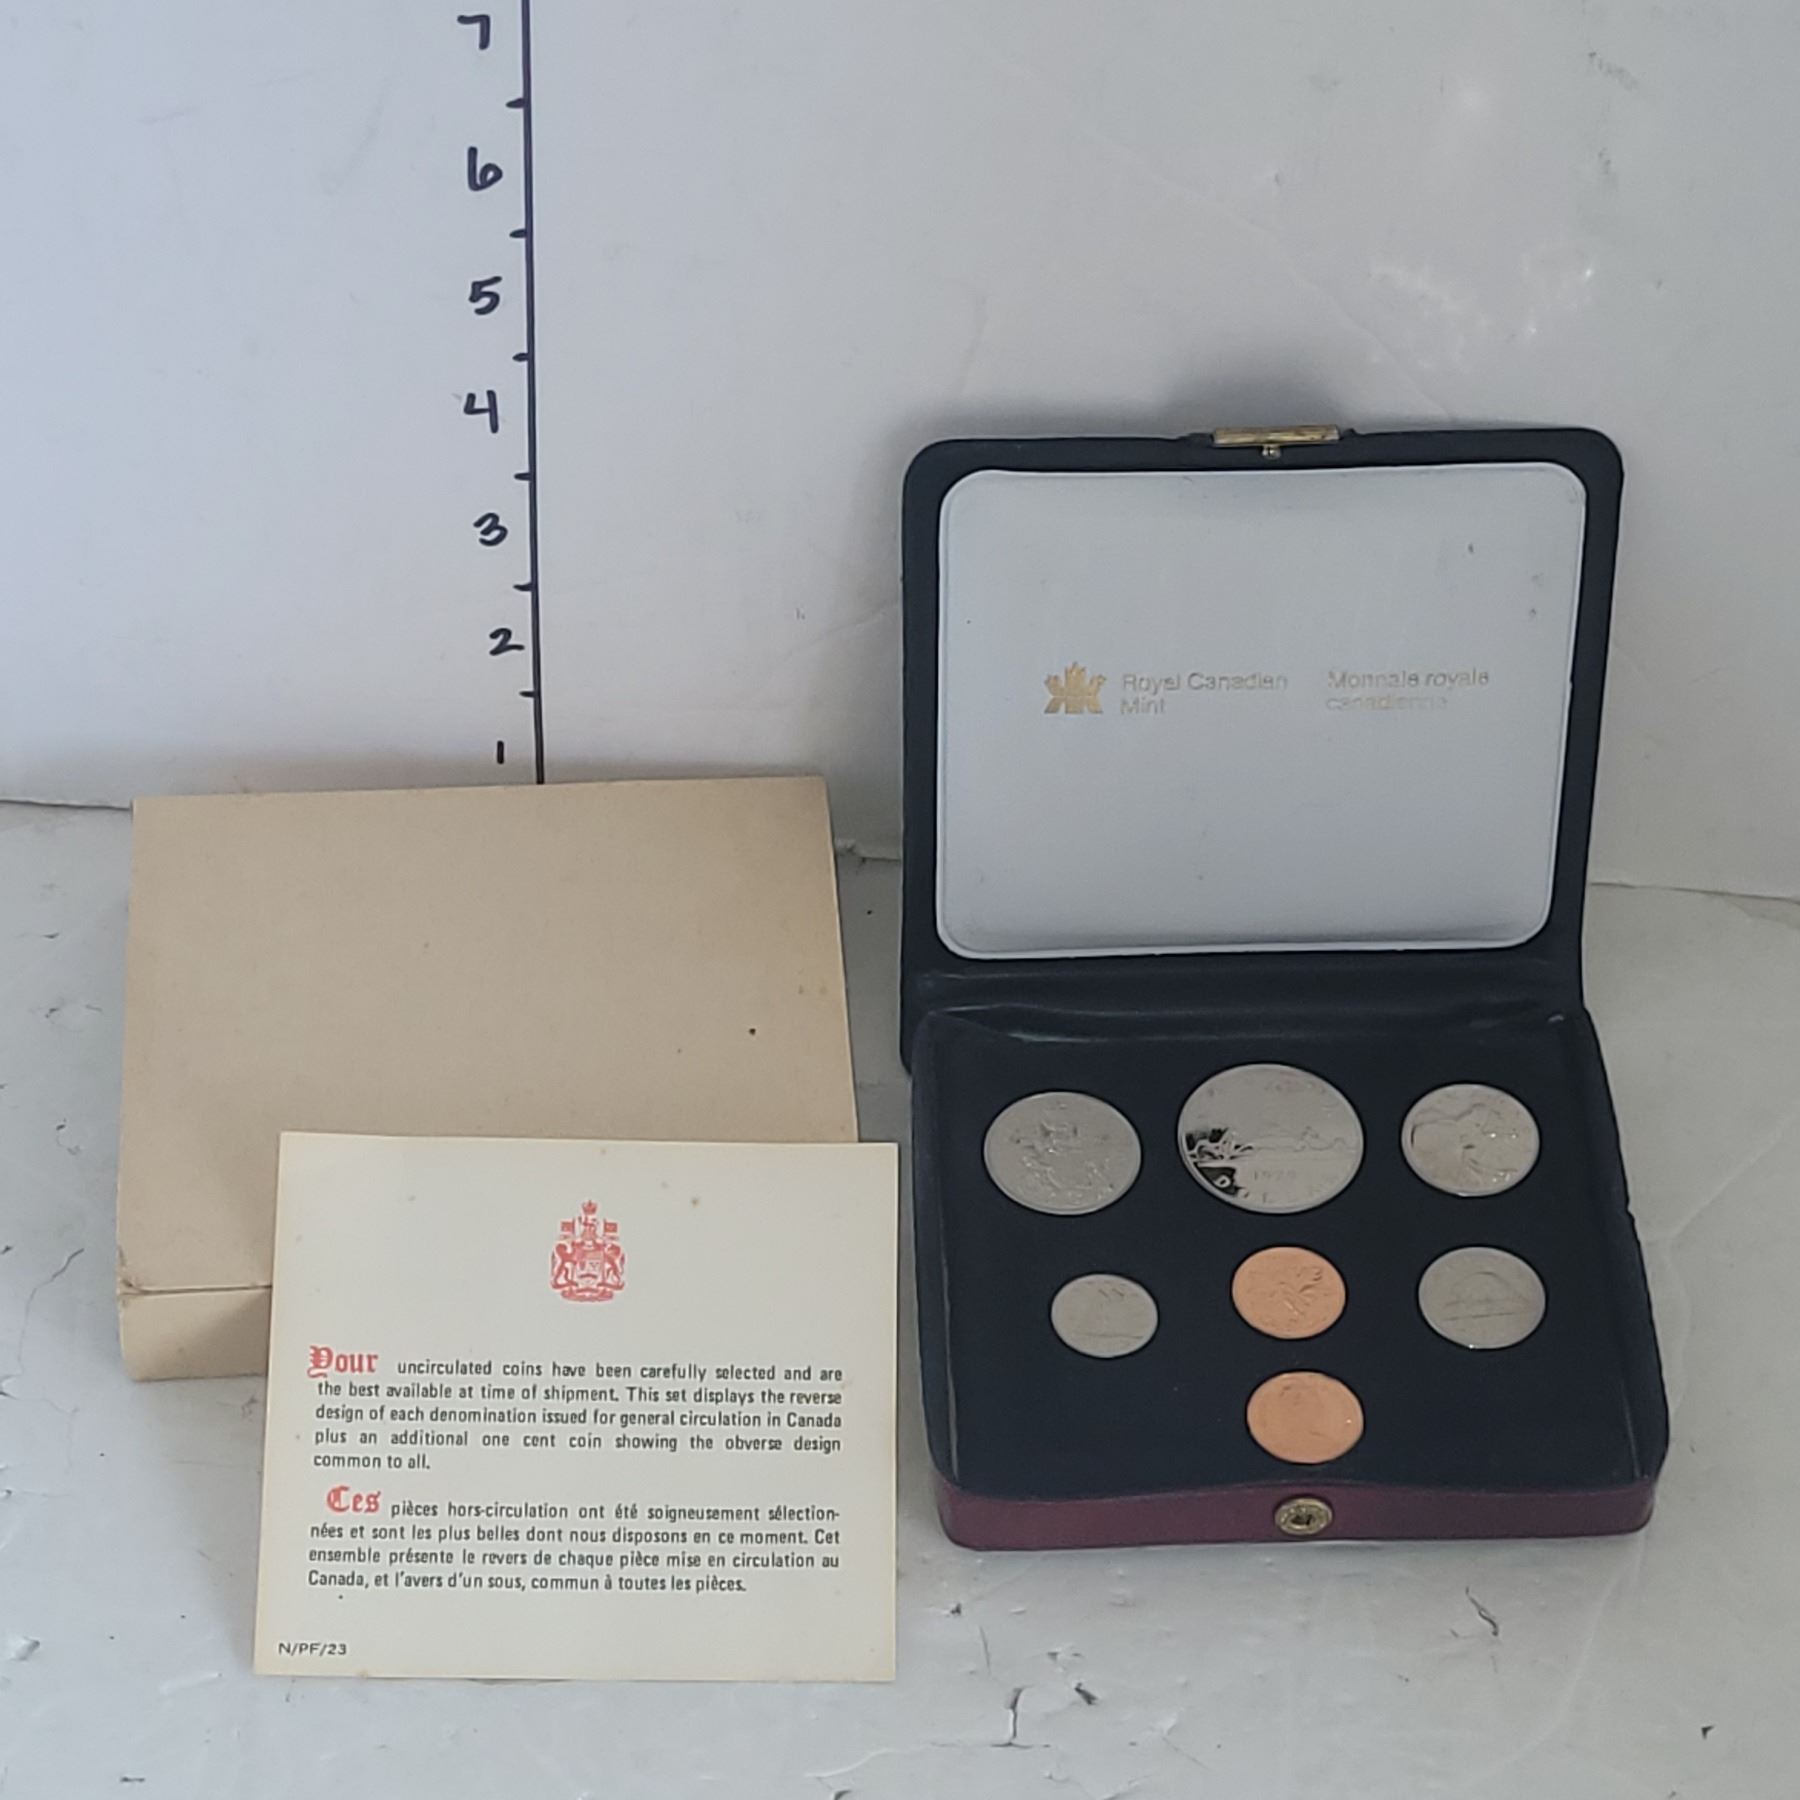 7
6
5
4
3
2
1
Royal Canadian Mint
Monnaie royale canadienne
1979
Your uncirculated coins have been carefully selected and are
the best available at time of shipment. This set displays the reverse
design of each denomination issued for general circulation in Canada
plus an additional one cent coin showing the obverse design
common to all.
Ces pièces hors-circulation ont été soigneusement sélection-
nées et sont les plus belles dont nous disposons en ce moment. Cet
ensemble présente le revers de chaque pièce mise en circulation au
Canada, et l'avers d'un sous, commun à toutes les pièces.
N/PF/23